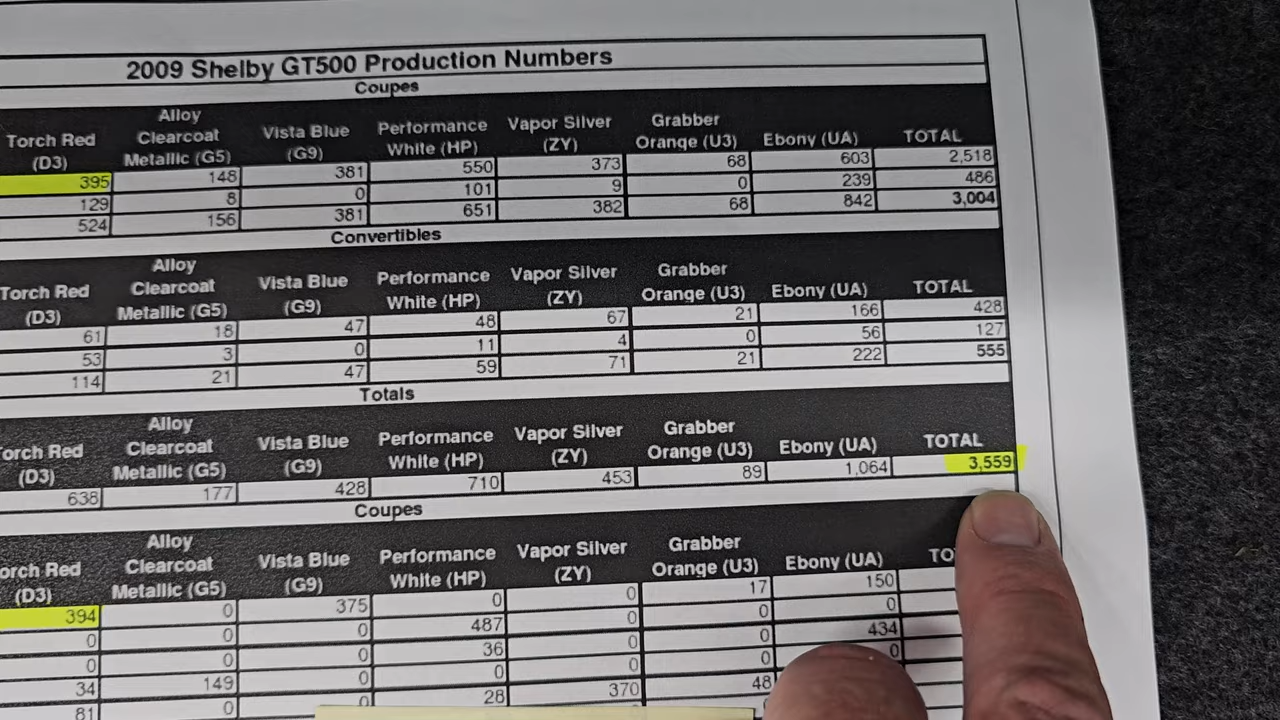 2009 Shelby GT500 Production Numbers
Coupes
Torch Red (D3) Alloy Clearcoat Metallic (G5) Vista Blue (G9) Performance White (HP) Vapor Silver (ZY) Grabber Orange (U3) Ebony (UA) TOTAL
395 148 381 550 373 68 603 2,518
129 8 0 101 9 0 239 486
524 156 381 651 382 68 842 3,004
Convertibles
Torch Red (D3) Alloy Clearcoat Metallic (G5) Vista Blue (G9) Performance White (HP) Vapor Silver (ZY) Grabber Orange (U3) Ebony (UA) TOTAL
61 18 47 48 67 21 166 428
53 3 0 11 4 0 56 127
114 21 47 59 71 21 222 555
Totals
orch Red (D3) Alloy Clearcoat Metallic (G5) Vista Blue (G9) Performance White (HP) Vapor Silver (ZY) Grabber Orange (U3) Ebony (UA) TOTAL
638 177 428 710 453 89 1,064 3,559
Coupes
orch Red (D3) Alloy Clearcoat Metallic (G5) Vista Blue (G9) Performance White (HP) Vapor Silver (ZY) Grabber Orange (U3) Ebony (UA) TO
394 0 375 0 0 17 150
0 0 0 487 0 0 0
0 0 0 36 0 0 434
34 149 0 0 0 0 0
81 0 0 28 370 48